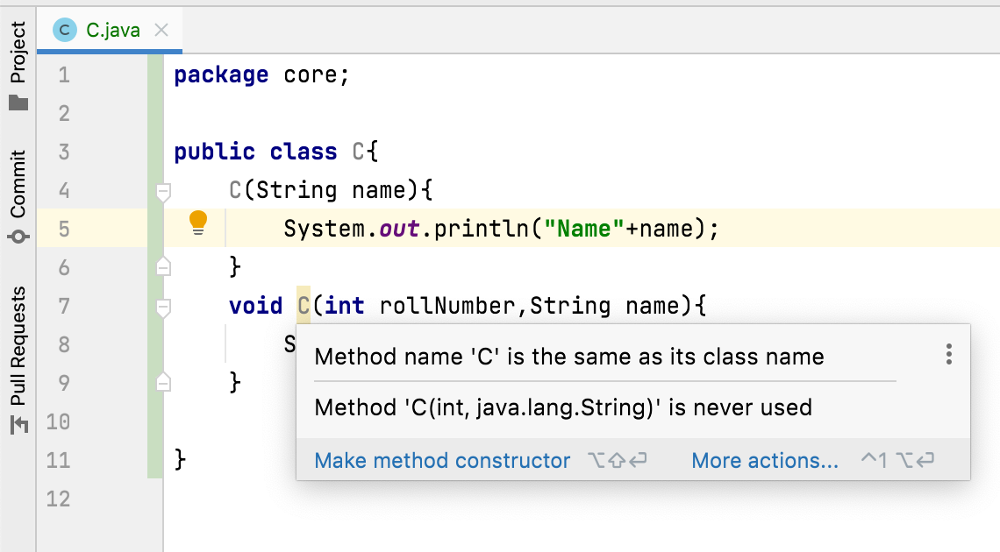 Project
Commit
Pull Requests
C C.java
1 package core;
2
3 public class C{
4 C(String name){
5 System.out.println("Name"+name);
6 }
7 void C(int rollNumber,String name){
8 S
9 }
10
11 }
12
Method name 'C' is the same as its class name
Method 'C(int, java.lang.String)' is never used
Make method constructor ⌥⇧⏎ More actions... ^1 ⌥⏎